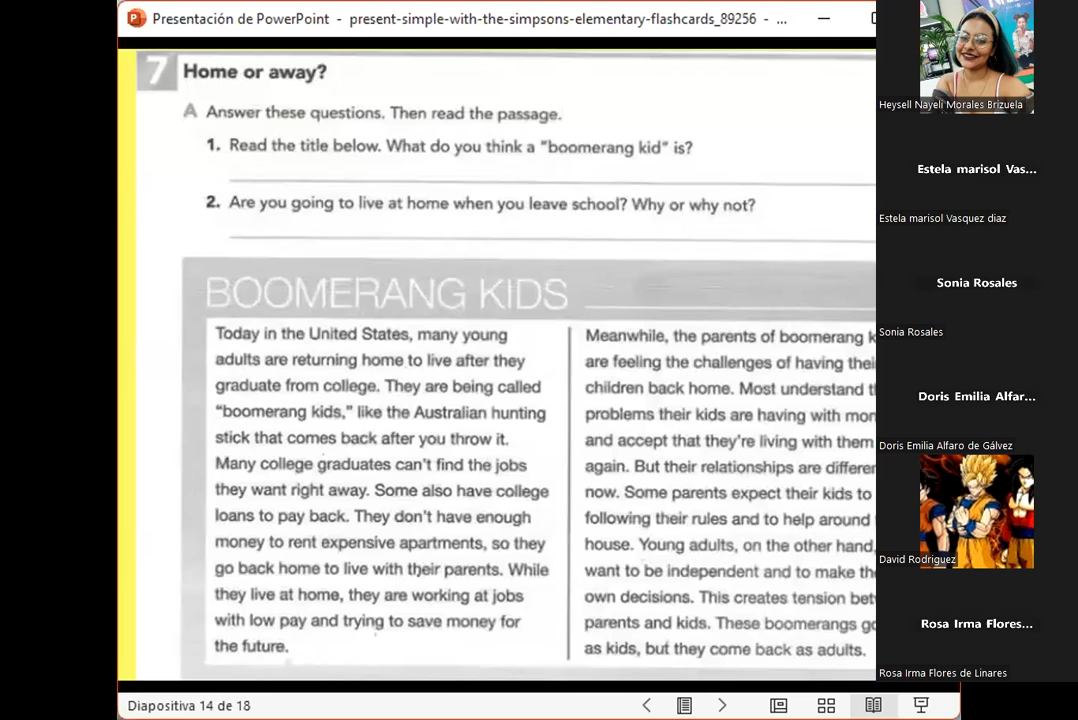 Presentación de PowerPoint - present-simple-with-the-simpsons-elementary-flashcards_89256 - ...
7 Home or away?
A Answer these questions. Then read the passage.
1. Read the title below. What do you think a "boomerang kid" is?
2. Are you going to live at home when you leave school? Why or why not?
BOOMERANG KIDS
Today in the United States, many young
adults are returning home to live after they
graduate from college. They are being called
"boomerang kids," like the Australian hunting
stick that comes back after you throw it.
Many college graduates can't find the jobs
they want right away. Some also have college
loans to pay back. They don't have enough
money to rent expensive apartments, so they
go back home to live with their parents. While
they live at home, they are working at jobs
with low pay and trying to save money for
the future.
Meanwhile, the parents of boomerang
are feeling the challenges of having
children back home. Most understand
problems their kids are having with
and accept that they're living with them
again. But their relationships are
now. Some parents expect their kids to
following their rules and to help around
house. Young adults, on the other hand,
want to be independent and to make
own decisions. This creates tension
parents and kids. These boomerangs
as kids, but they come back as adults.
Diapositiva 14 de 18
Heysell Nayeli Morales Brizuela
Estela marisol Vas...
Estela marisol Vasquez diaz
Sonia Rosales
Sonia Rosales
Doris Emilia Alfar...
Doris Emilia Alfaro de Gálvez
David Rodriguez
Rosa Irma Flores...
Rosa Irma Flores de Linares